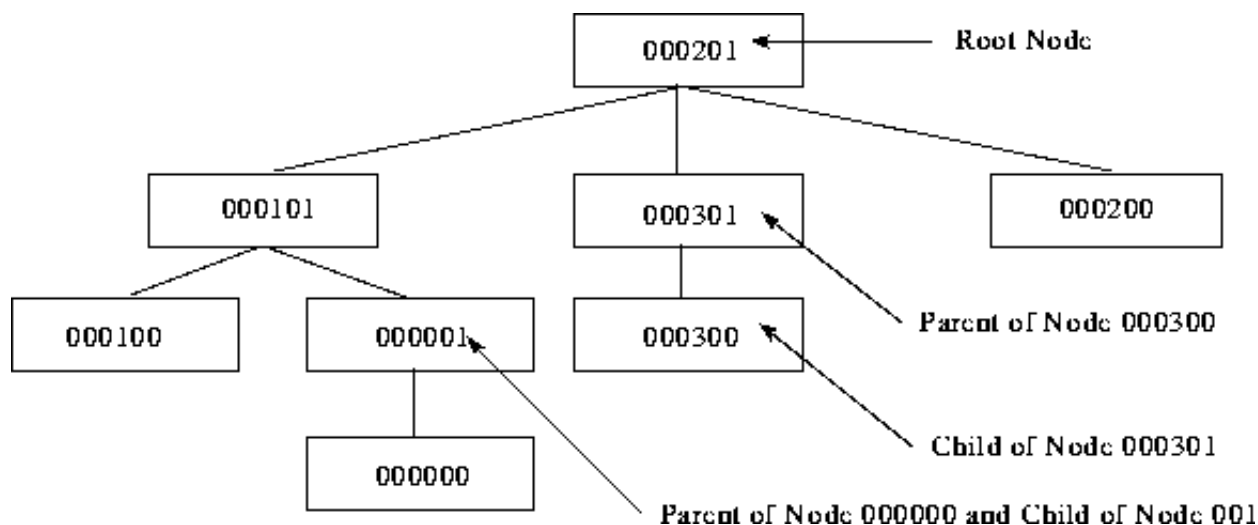 000201
Root Node
000101
000301
000200
000100
000001
000300
Parent of Node 000300
Child of Node 000301
000000
Parent of Node 000000 and Child of Node 001